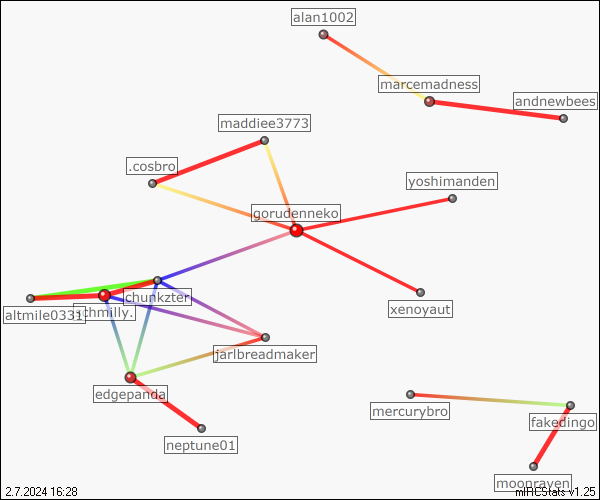 alan1002
marcemadness
andnewbees
maddiee3773
.cosbro
yoshimanden
gorudenneko
chunkzter
altmile0331
xenoyaut
jarlbreadmaker
edgepanda
mercurybro
fakedingo
neptune01
moonraven
2.7.2024 16:28
mIRCStats v1.25